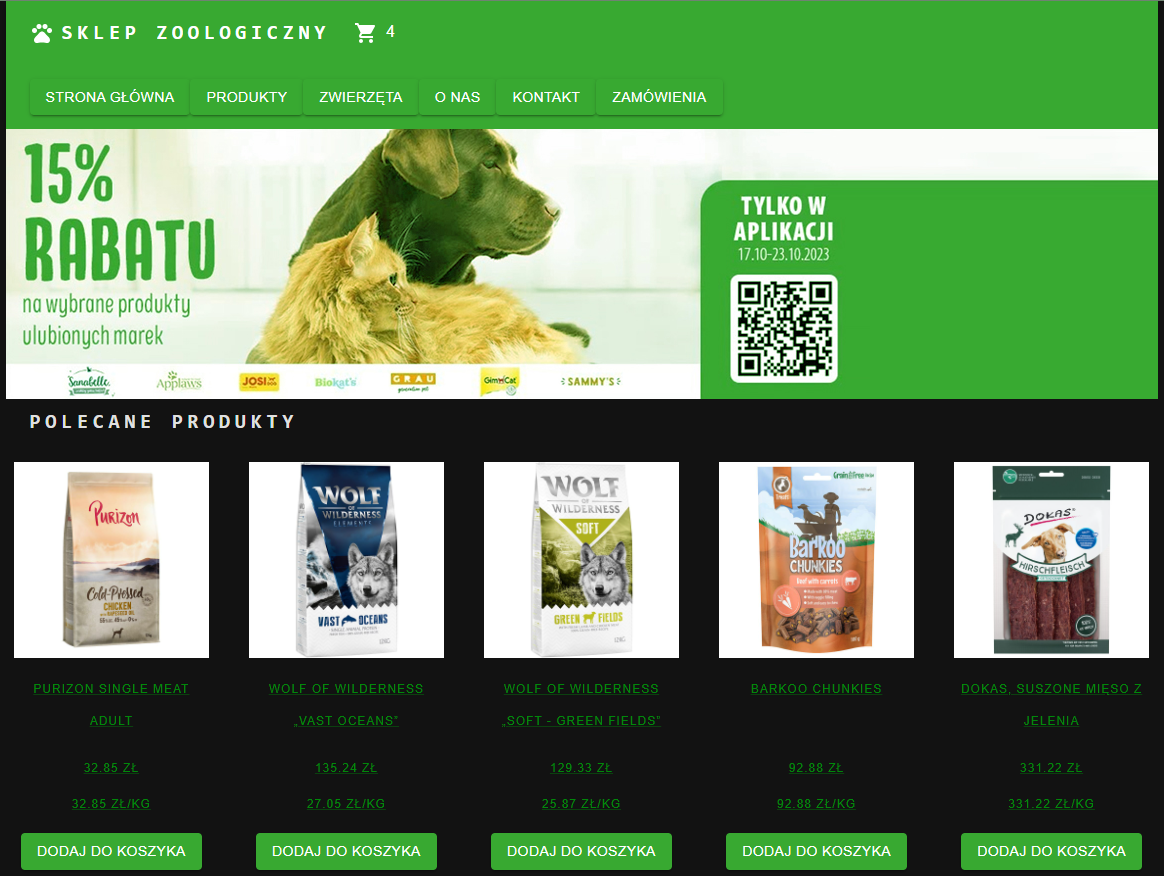 SKLEP ZOOLOGICZNY 4
STRONA GŁÓWNA PRODUKTY ZWIERZĘTA O NAS KONTAKT ZAMÓWIENIA
15%
RABATU
na wybrane produkty
ulubionych marek
TYLKO W
APLIKACJI
17.10-23.10.2023
Sanabelle Applaws JOSI Biokat's GRAU GimCat SAMMY'S
POLECANE PRODUKTY
PURIZON
Cold-Pressed
CHICKEN
WOLF
OF
WILDERNESS
ELEMENTS
VAST OCEANS
WOLF
OF
WILDERNESS
SOFT
GREEN FIELDS
Grain Free
BARKOO
CHUNKIES
Beef with carrots
DOKAS
HIRSCHFLEISCH
PURIZON SINGLE MEAT
ADULT
32.85 ZŁ
32.85 ZŁ/KG
DODAJ DO KOSZYKA
WOLF OF WILDERNESS
„VAST OCEANS”
135.24 ZŁ
27.05 ZŁ/KG
DODAJ DO KOSZYKA
WOLF OF WILDERNESS
„SOFT - GREEN FIELDS”
129.33 ZŁ
25.87 ZŁ/KG
DODAJ DO KOSZYKA
BARKOO CHUNKIES
92.88 ZŁ
92.88 ZŁ/KG
DODAJ DO KOSZYKA
DOKAS, SUSZONE MIĘSO Z
JELENIA
331.22 ZŁ
331.22 ZŁ/KG
DODAJ DO KOSZYKA